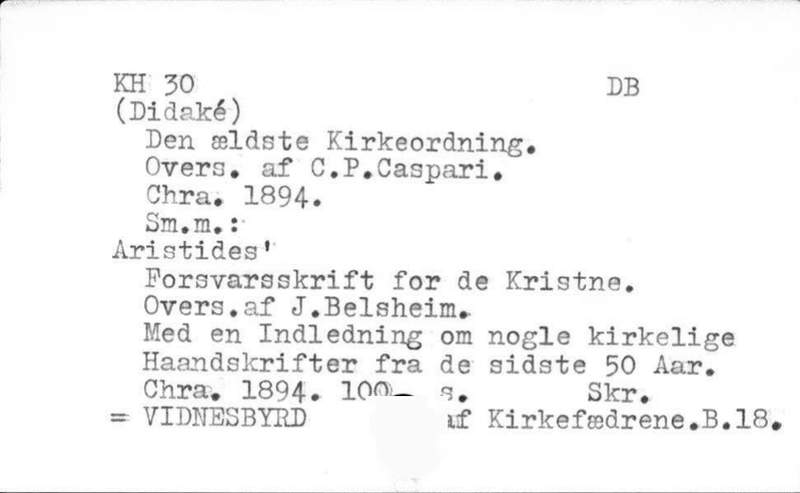 KH 30 DB
(Didaké)
Den ældste Kirkeordning.
Overs. af C.P.Caspari.
Chra. 1894.
Sm.m.:
Aristides'
Forsvarsskrift for de Kristne.
Overs.af J.Belsheim.
Med en Indledning om nogle kirkelige
Haandskrifter fra de sidste 50 Aar.
Chra. 1894. 100 s. Skr.
= VIDNESBYRD af Kirkefædrene.B.18.